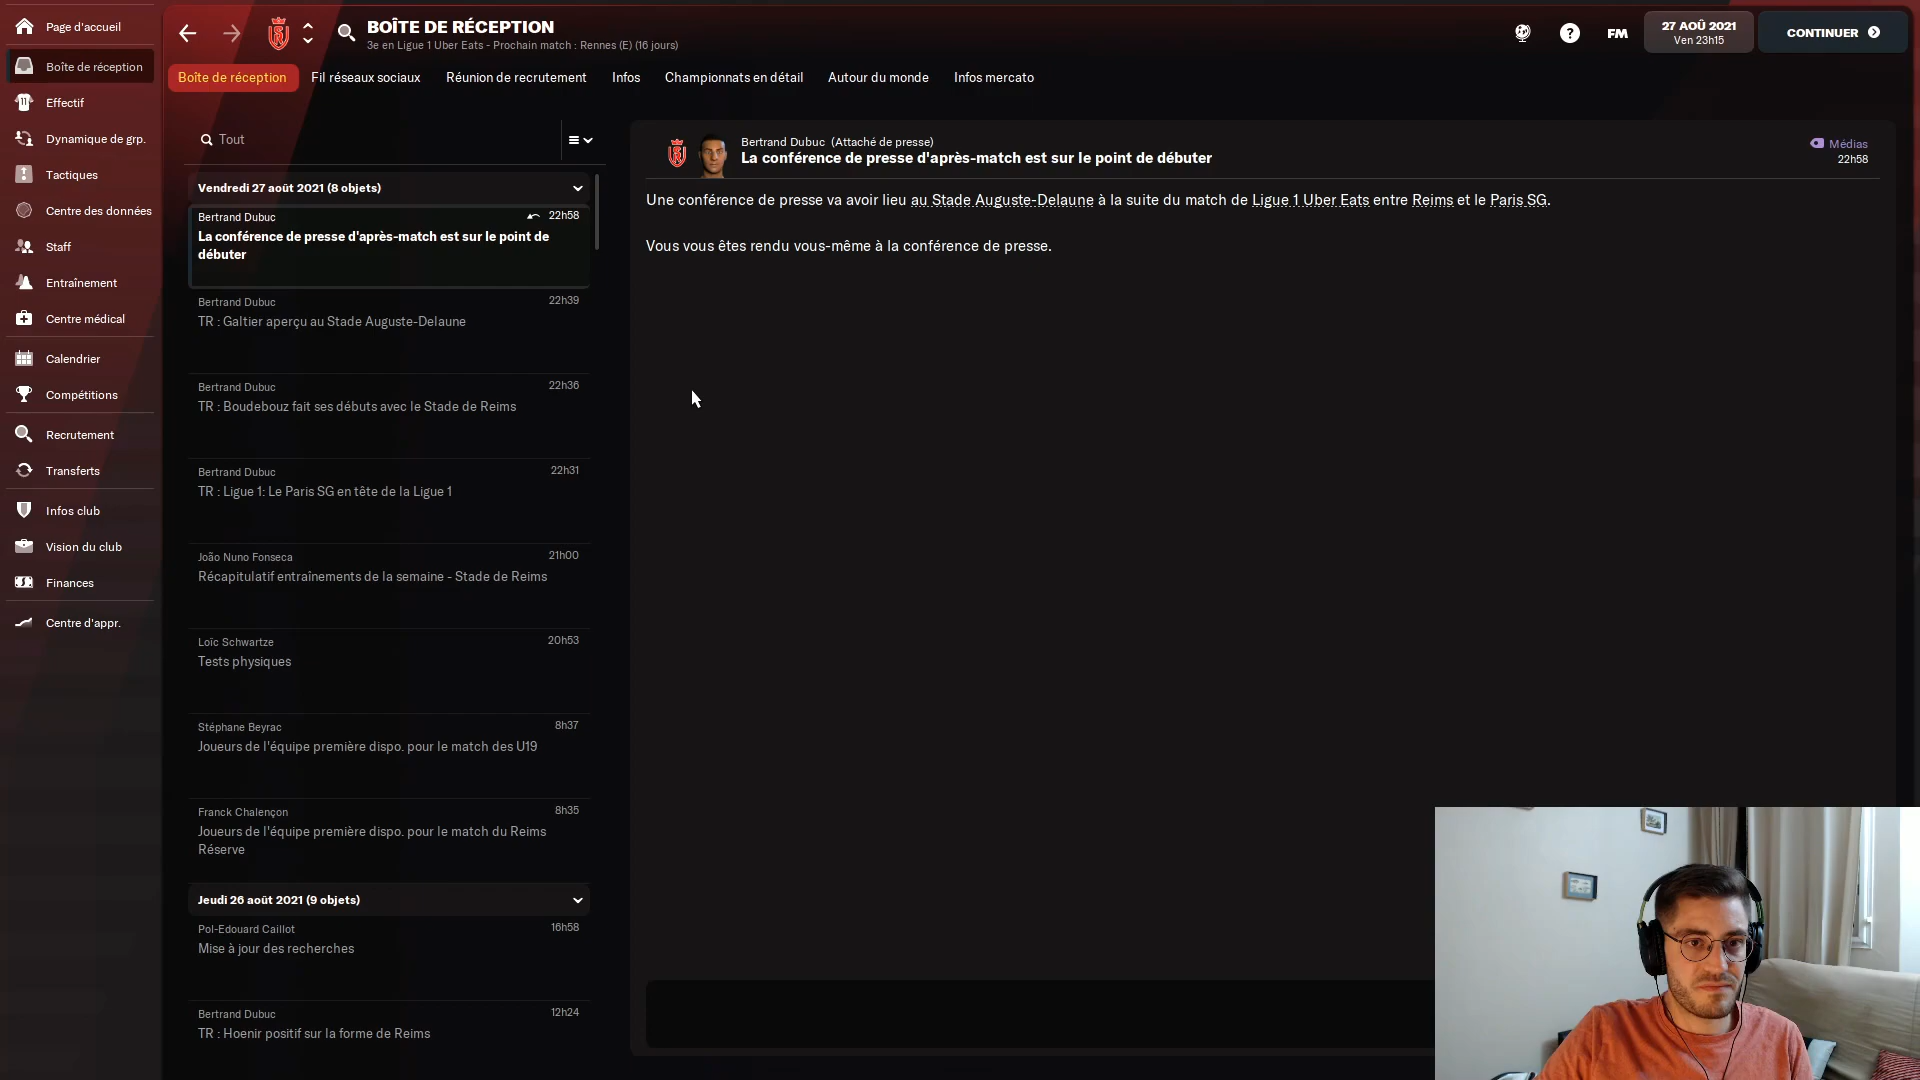 Page d'accueil
Boîte de réception
Effectif
Dynamique de grp.
Tactiques
Centre des données
Staff
Entraînement
Centre médical
Calendrier
Compétitions
Recrutement
Transferts
Infos club
Vision du club
Finances
Centre d'appr.
BOÎTE DE RÉCEPTION
3e en Ligue 1 Uber Eats - Prochain match : Rennes (E) (16 jours)
?
FM
27 AOÛ 2021
Ven 23h15
CONTINUER
Boîte de réception Fil réseaux sociaux Réunion de recrutement Infos Championnats en détail Autour du monde Infos mercato
Tout
Vendredi 27 août 2021 (8 objets)
Bertrand Dubuc 22h58
La conférence de presse d'après-match est sur le point de
débuter
Bertrand Dubuc 22h39
TR : Galtier aperçu au Stade Auguste-Delaune
Bertrand Dubuc 22h36
TR : Boudebouz fait ses débuts avec le Stade de Reims
Bertrand Dubuc 22h31
TR : Ligue 1: Le Paris SG en tête de la Ligue 1
João Nuno Fonseca 21h00
Récapitulatif entraînements de la semaine - Stade de Reims
Loïc Schwartze 20h53
Tests physiques
Stéphane Beyrac 8h37
Joueurs de l'équipe première dispo. pour le match des U19
Franck Chalençon 8h35
Joueurs de l'équipe première dispo. pour le match du Reims
Réserve
Jeudi 26 août 2021 (9 objets)
Pol-Edouard Caillot 16h58
Mise à jour des recherches
Bertrand Dubuc 12h24
TR : Hoenir positif sur la forme de Reims
Bertrand Dubuc (Attaché de presse)
La conférence de presse d'après-match est sur le point de débuter
Médias
22h58
Une conférence de presse va avoir lieu au Stade Auguste-Delaune à la suite du match de Ligue 1 Uber Eats entre Reims et le Paris SG.
Vous vous êtes rendu vous-même à la conférence de presse.